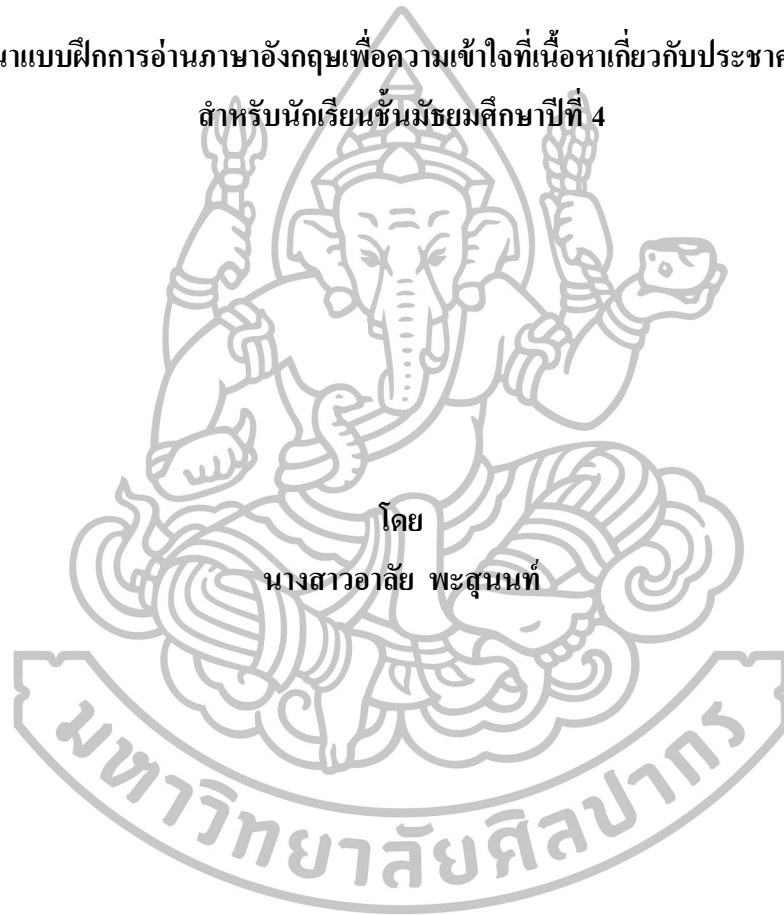 นาแบบฝึกการอ่านภาษาอังกฤษเพื่อความเข้าใจที่เนื้อหาเกี่ยวกับประชาค
สำหรับนักเรียนชั้นมัธยมศึกษาปีที่ 4
โดย
นางสาวอาลัย พะสุนนท์
มหาวิทยาลัยศิลปากร